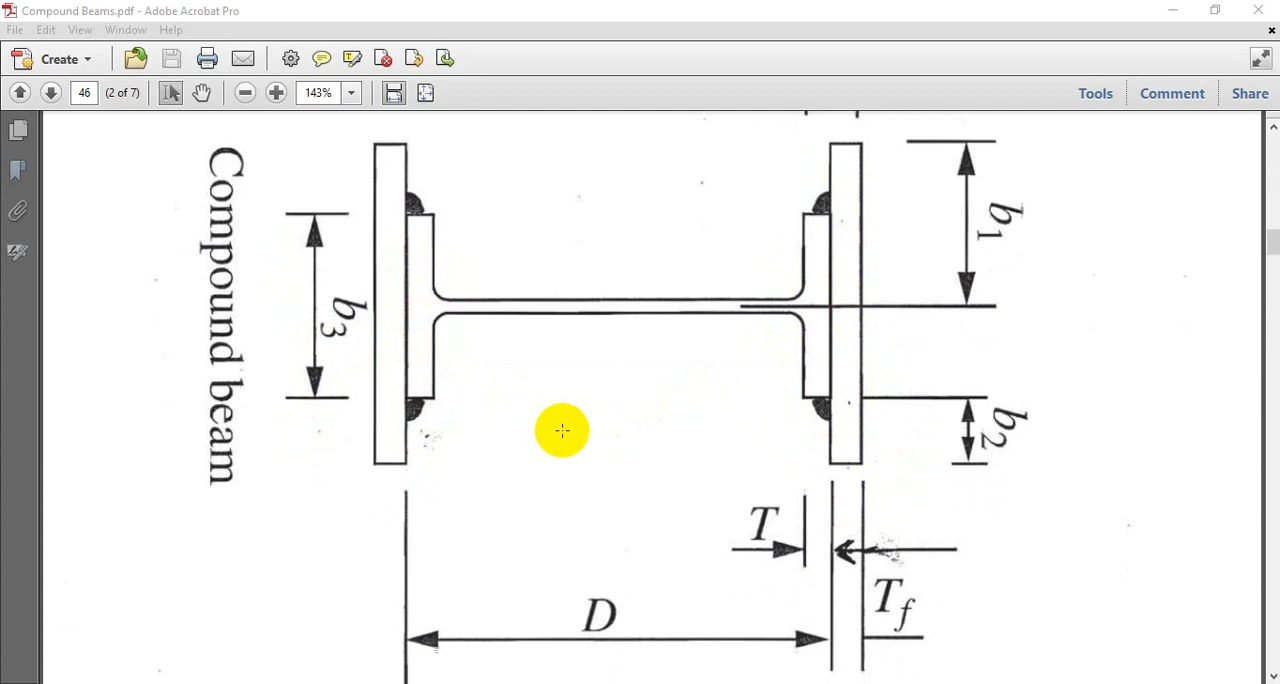 Compound Beams.pdf - Adobe Acrobat Pro
File Edit View Window Help
Create
46 (2 of 7) 143% Tools Comment Share
Compound beam
b3
b1
b2
T
Tf
D